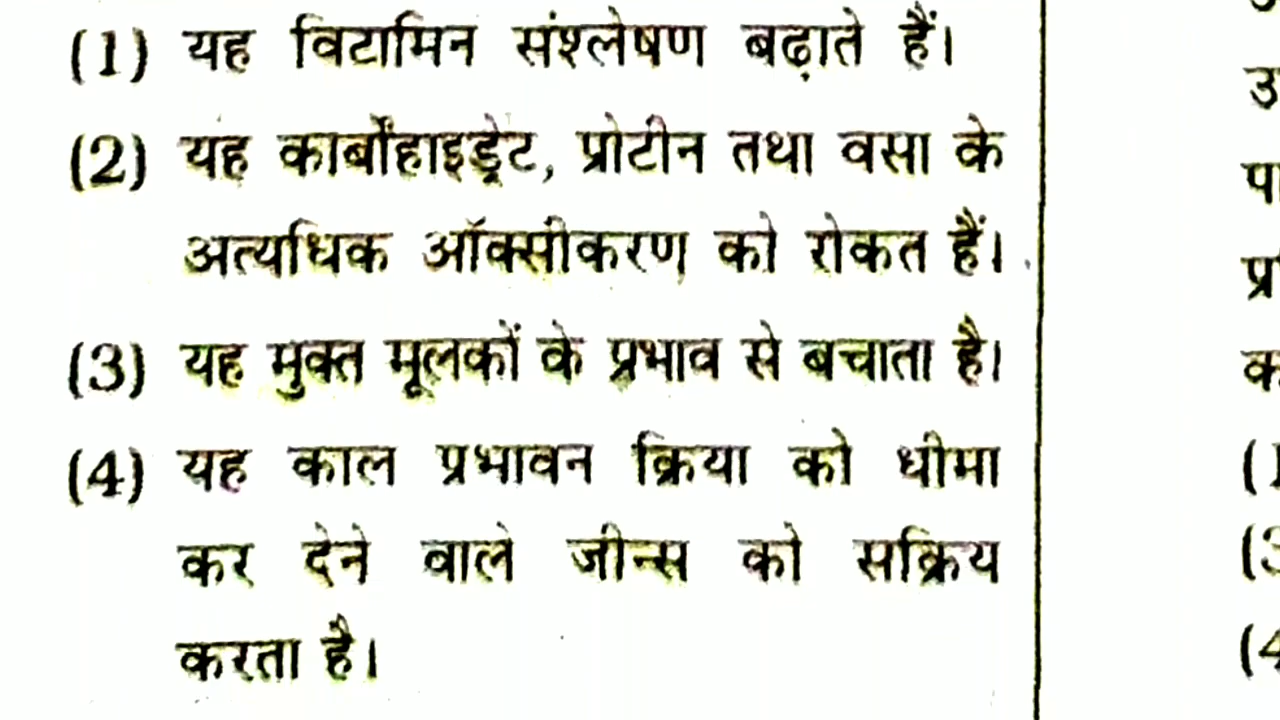 (1) यह विटामिन संश्लेषण बढ़ाते हैं।
(2) यह कार्बोंहाइड्रेट, प्रोटीन तथा वसा के
अत्यधिक ऑक्सीकरण को रोकत हैं।
(3) यह मुक्त मूलकों के प्रभाव से बचाता है।
(4) यह काल प्रभावन क्रिया को धीमा
कर देने वाले जीन्स को सक्रिय
करता है।